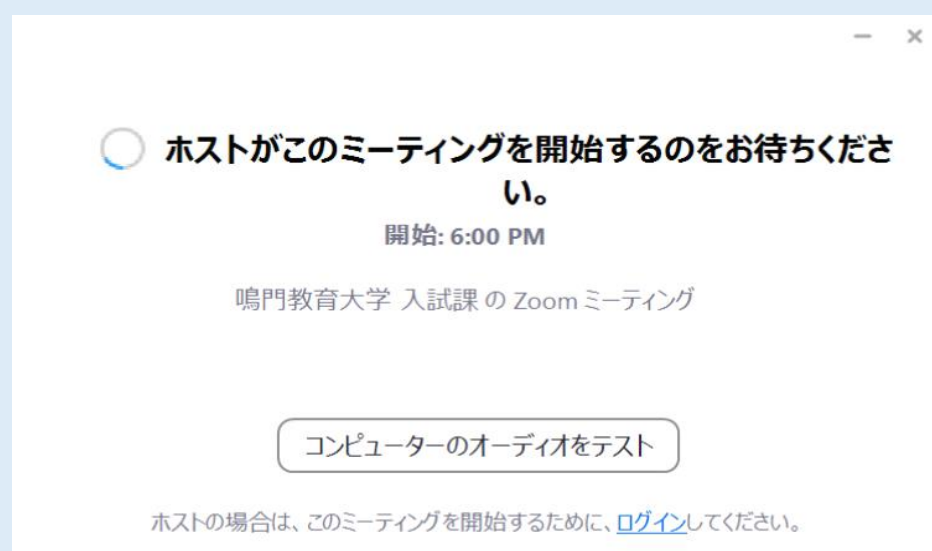 ホストがこのミーティングを開始するのをお待ちくださ
い。
開始: 6:00 PM
鳴門教育大学 入試課 の Zoom ミーティング
コンピューターのオーディオをテスト
ホストの場合は、このミーティングを開始するために、ログインしてください。